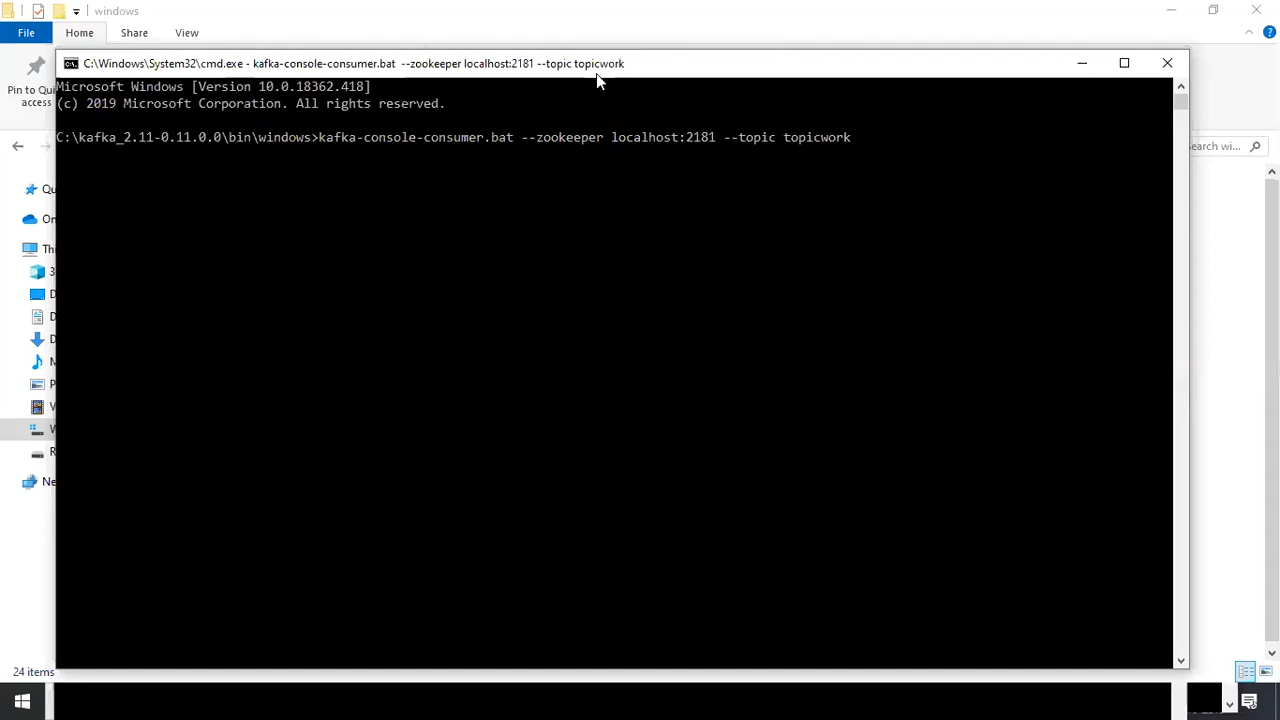 windows
File
Home
Share
View
Pin to Quic
access
C:\Windows\System32\cmd.exe - kafka-console-consumer.bat  --zookeeper localhost:2181 --topic topicwork
Microsoft Windows [Version 10.0.18362.418]
(c) 2019 Microsoft Corporation. All rights reserved.
C:\kafka_2.11-0.11.0.0\bin\windows>kafka-console-consumer.bat --zookeeper localhost:2181 --topic topicwork
earch wi...
Qu
On
Thi
3
D
D
D
M
P
V
W
R
Ne
24 items